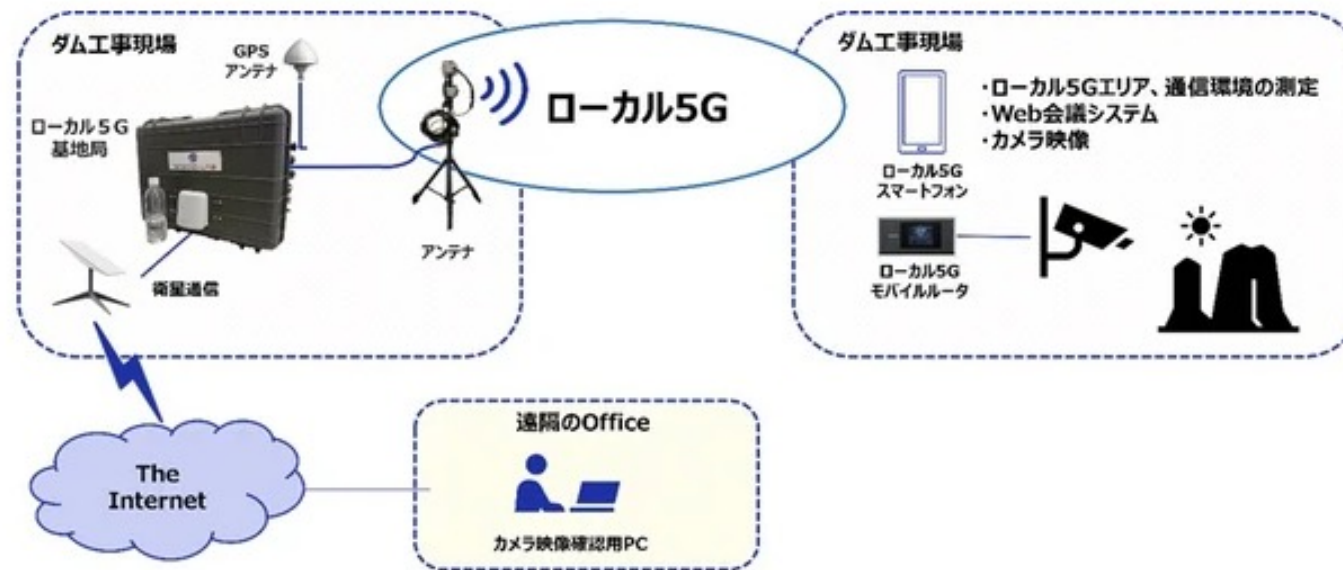 ダム工事現場
GPS
アンテナ
ローカル5G
基地局
アンテナ
衛星通信
ローカル5G
ダム工事現場
・ローカル5Gエリア、通信環境の測定
・Web会議システム
・カメラ映像
ローカル5G
スマートフォン
ローカル5G
モバイルルータ
The
Internet
遠隔のOffice
カメラ映像確認用PC